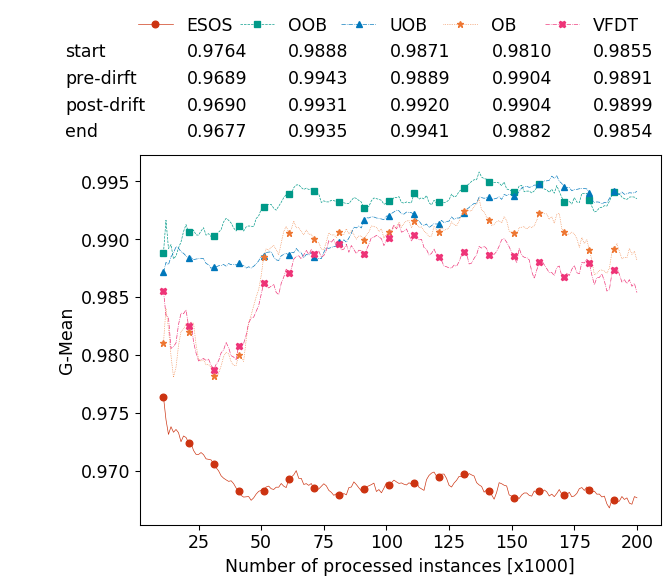 ESOS OOB UOB OB VFDT
start 0.9764 0.9888 0.9871 0.9810 0.9855
pre-dirft 0.9689 0.9943 0.9889 0.9904 0.9891
post-drift 0.9690 0.9931 0.9920 0.9904 0.9899
end 0.9677 0.9935 0.9941 0.9882 0.9854
0.995
0.990
0.985
0.980
0.975
0.970
G-Mean
25 50 75 100 125 150 175 200
Number of processed instances [x1000]